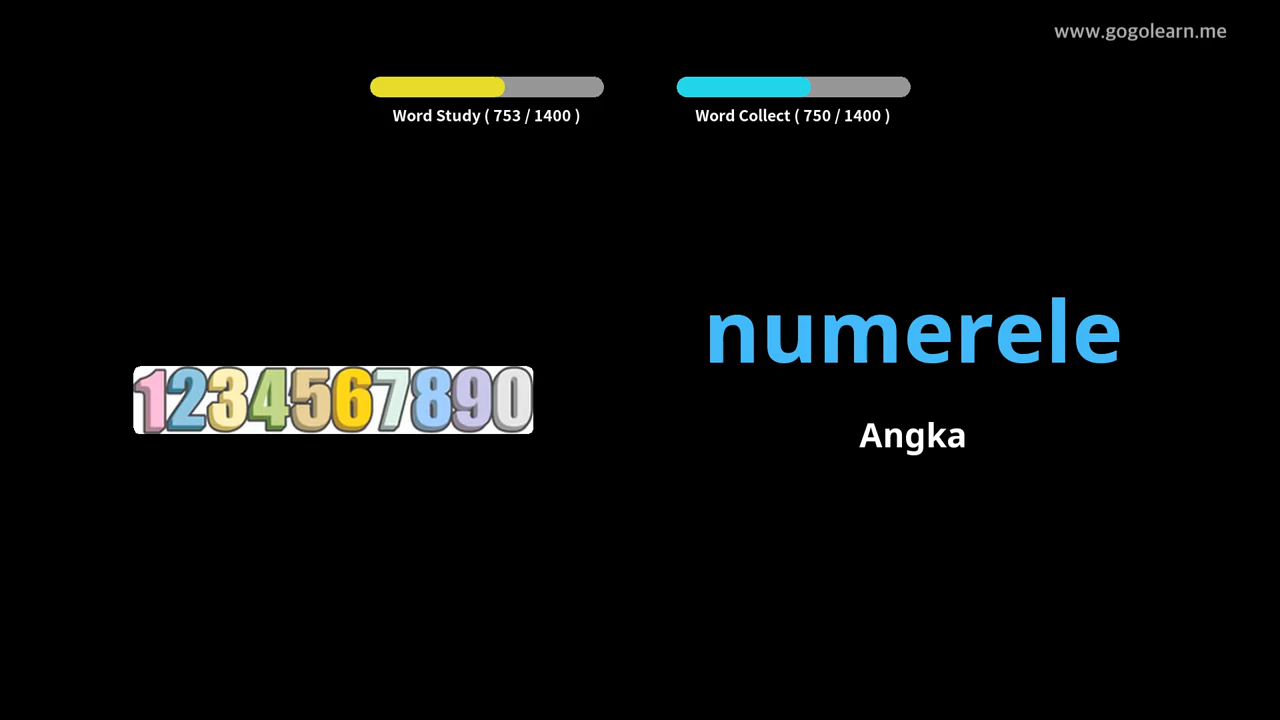 www.gogolearn.me
Word Study ( 753 / 1400 )
Word Collect ( 750 / 1400 )
numerele
1234567890
Angka